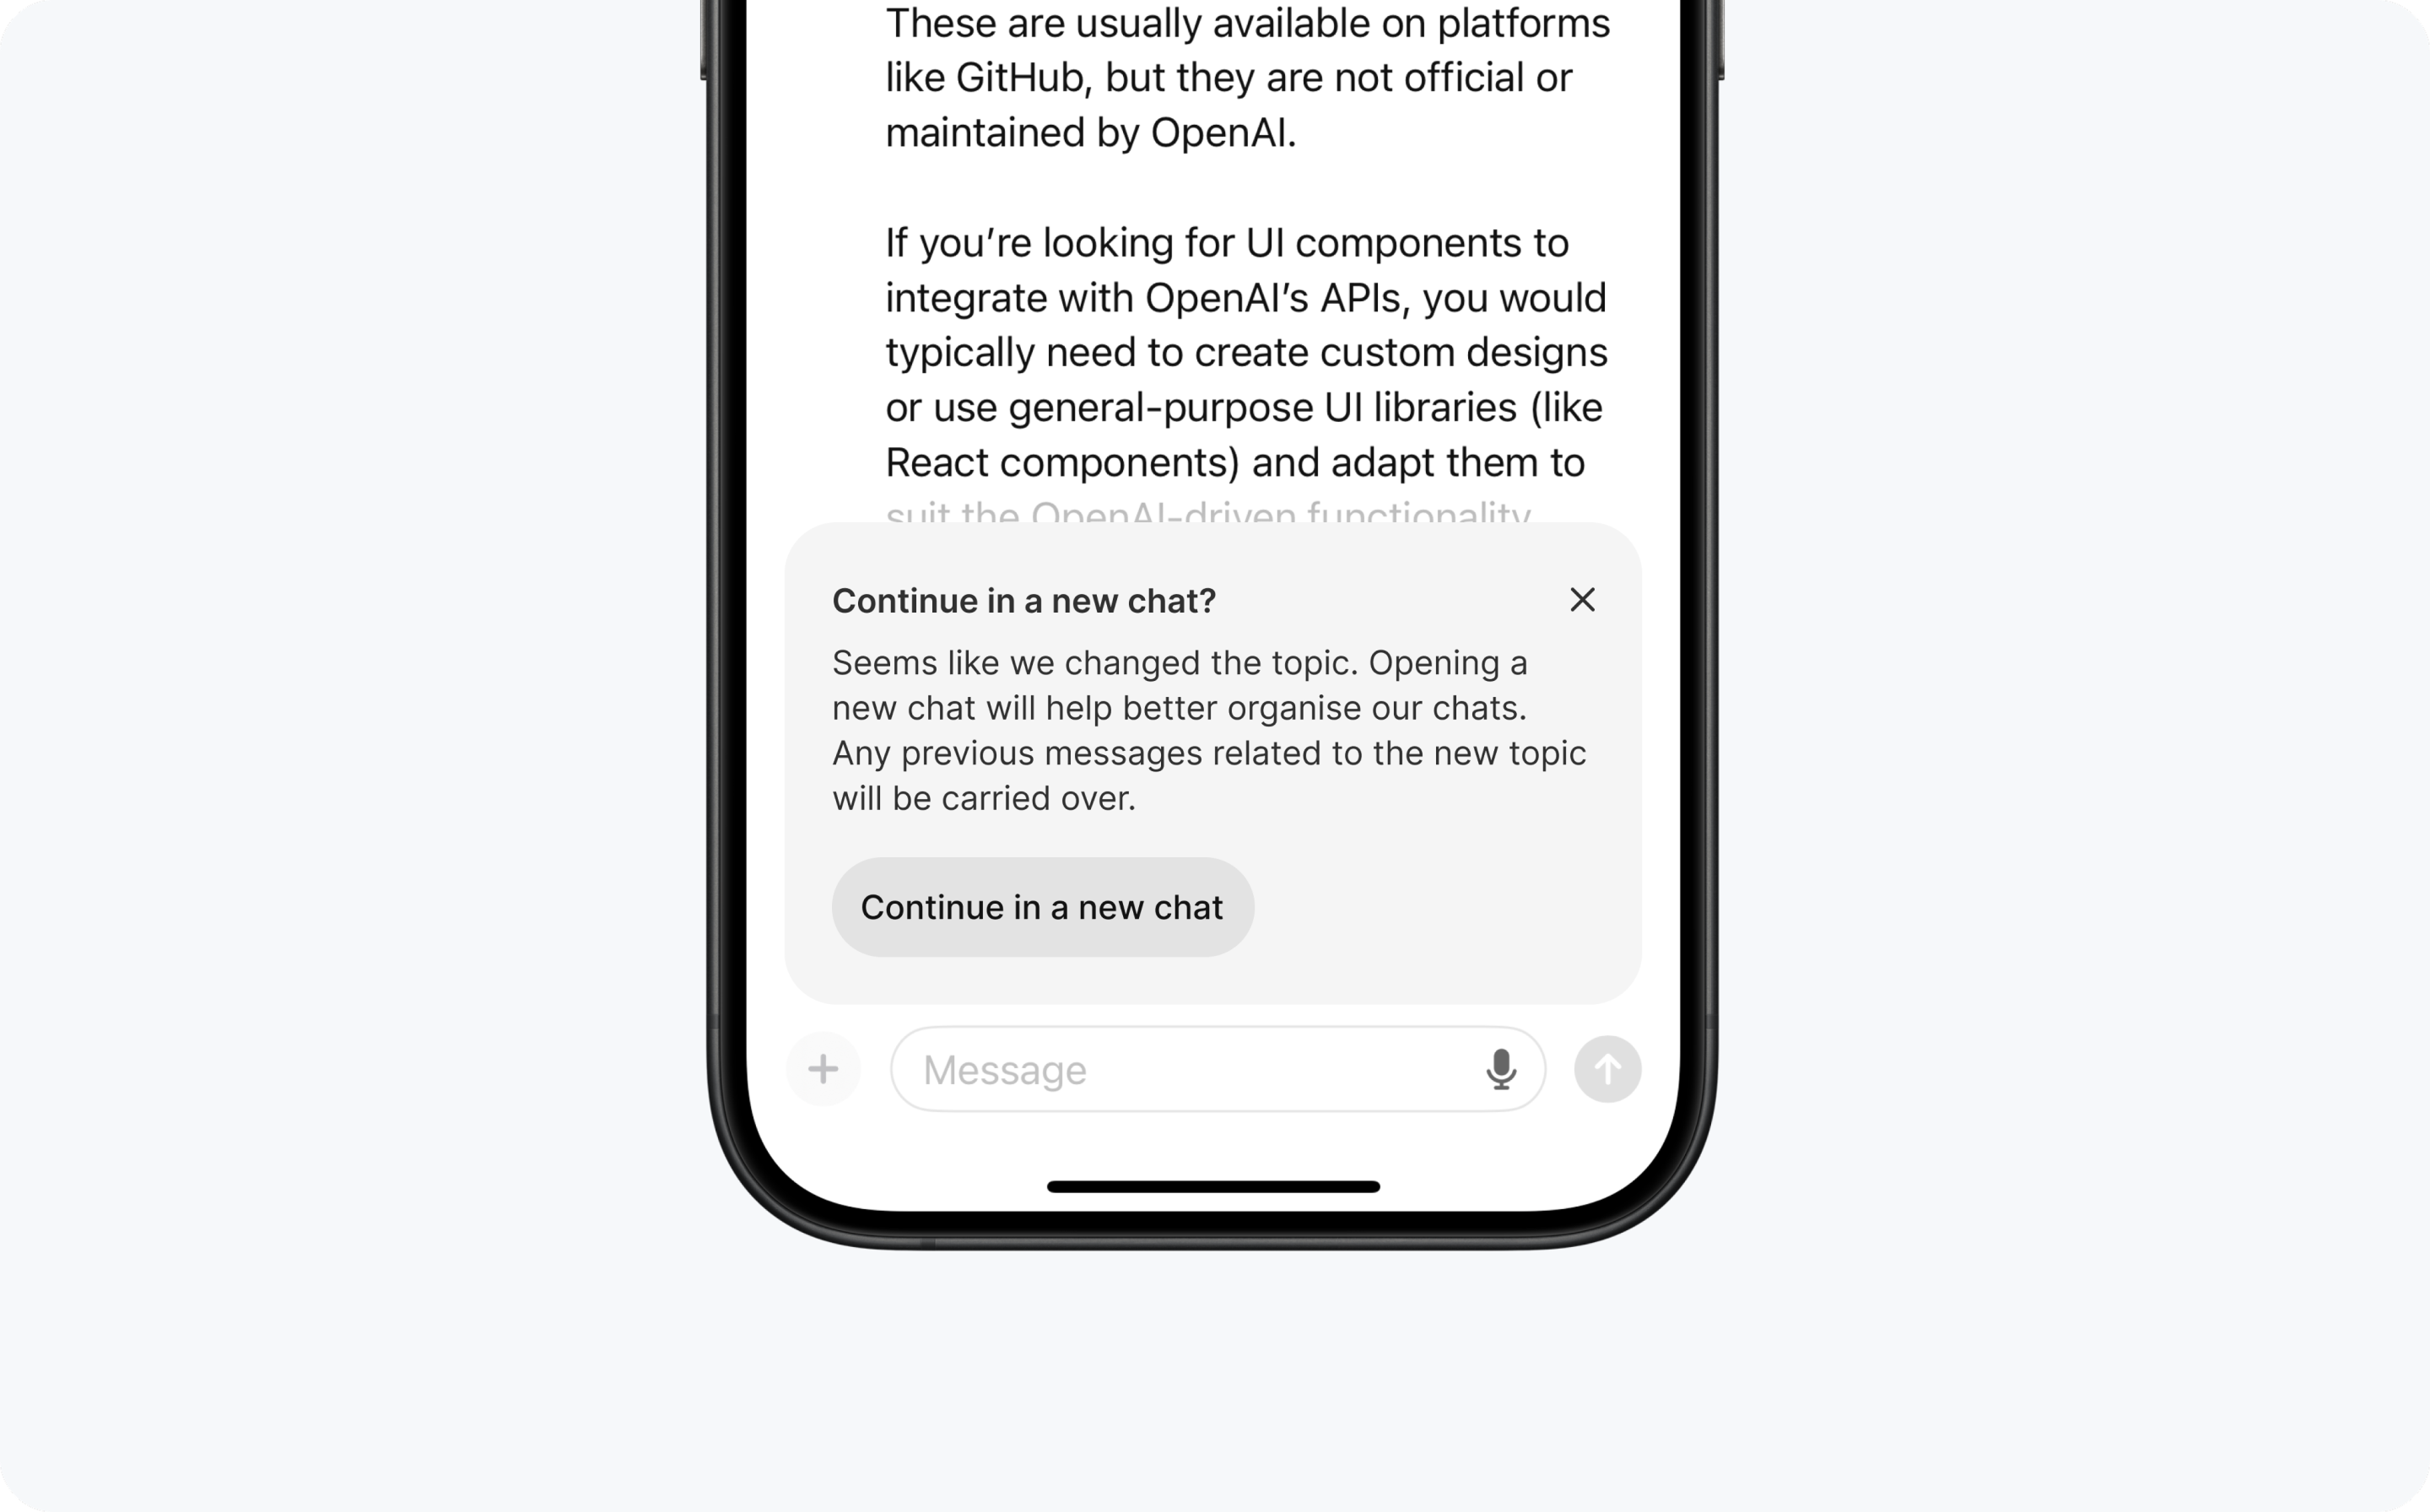 These are usually available on platforms
like GitHub, but they are not official or
maintained by OpenAI.
If you’re looking for UI components to
integrate with OpenAI’s APIs, you would
typically need to create custom designs
or use general-purpose UI libraries (like
React components) and adapt them to
suit the OpenAI-driven functionality
Continue in a new chat?
Seems like we changed the topic. Opening a
new chat will help better organise our chats.
Any previous messages related to the new topic
will be carried over.
Continue in a new chat
Message